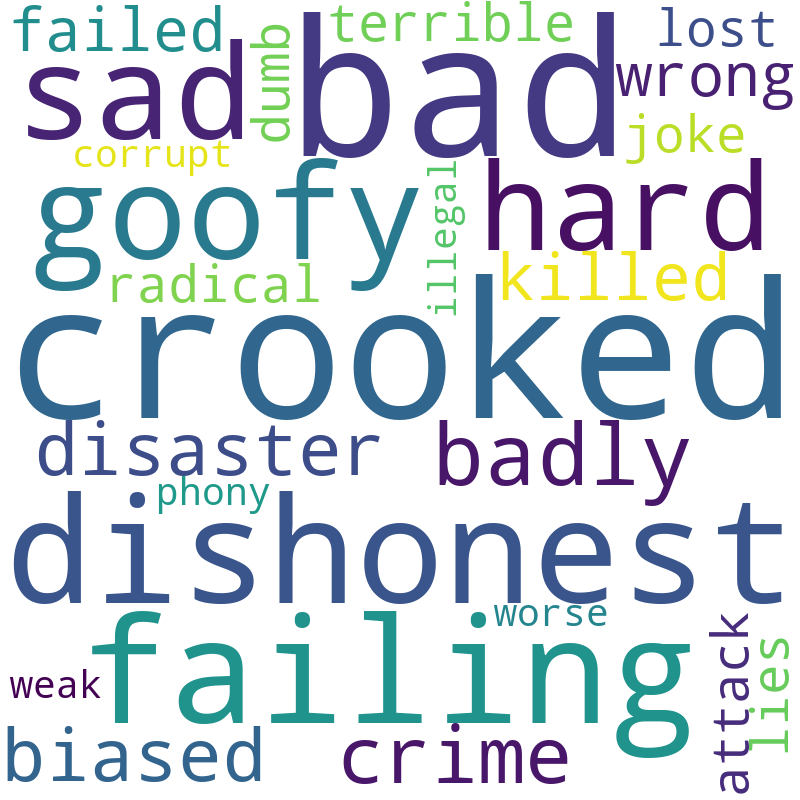 failed
terrible
lost
sad
dumb
bad
wrong
corrupt
joke
goofy
illegal
hard
radical
killed
crooked
disaster
badly
phony
dishonest
worse
failing
weak
attack
lies
biased
crime